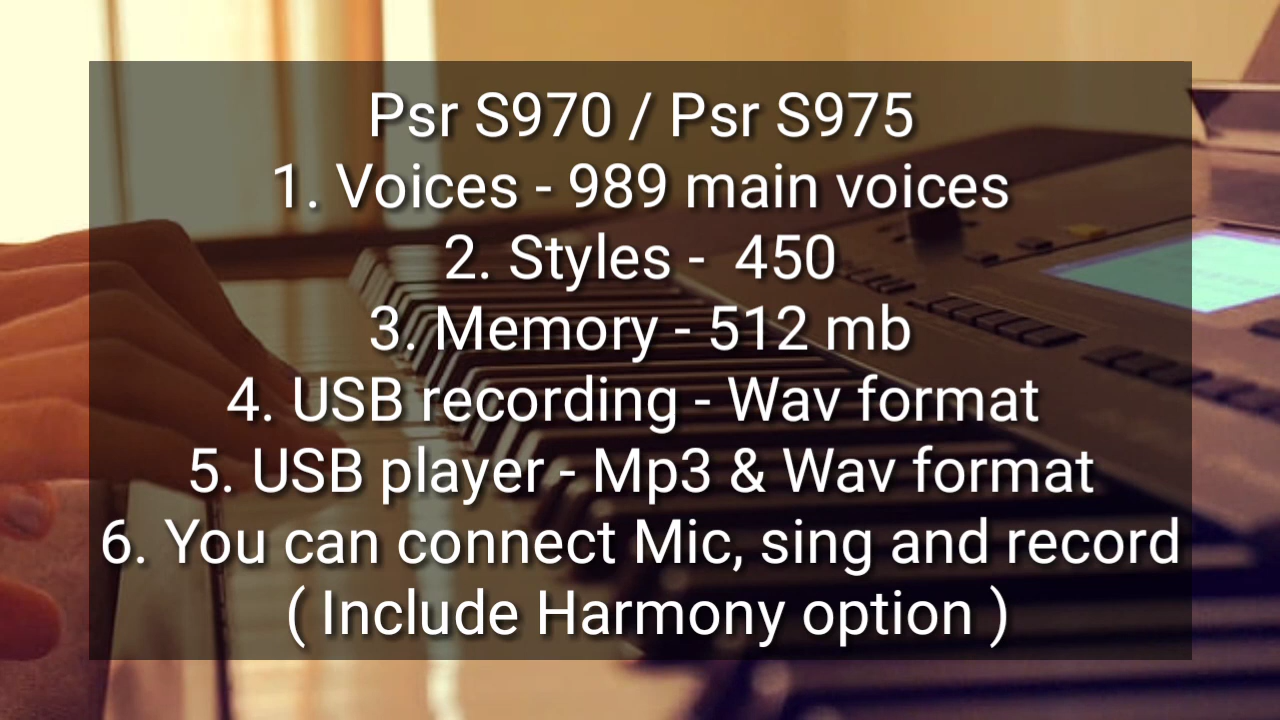 Psr S970 / Psr S975
1. Voices - 989 main voices
2. Styles -  450
3. Memory - 512 mb
4. USB recording - Wav format
5. USB player - Mp3 & Wav format
6. You can connect Mic, sing and record
( Include Harmony option )